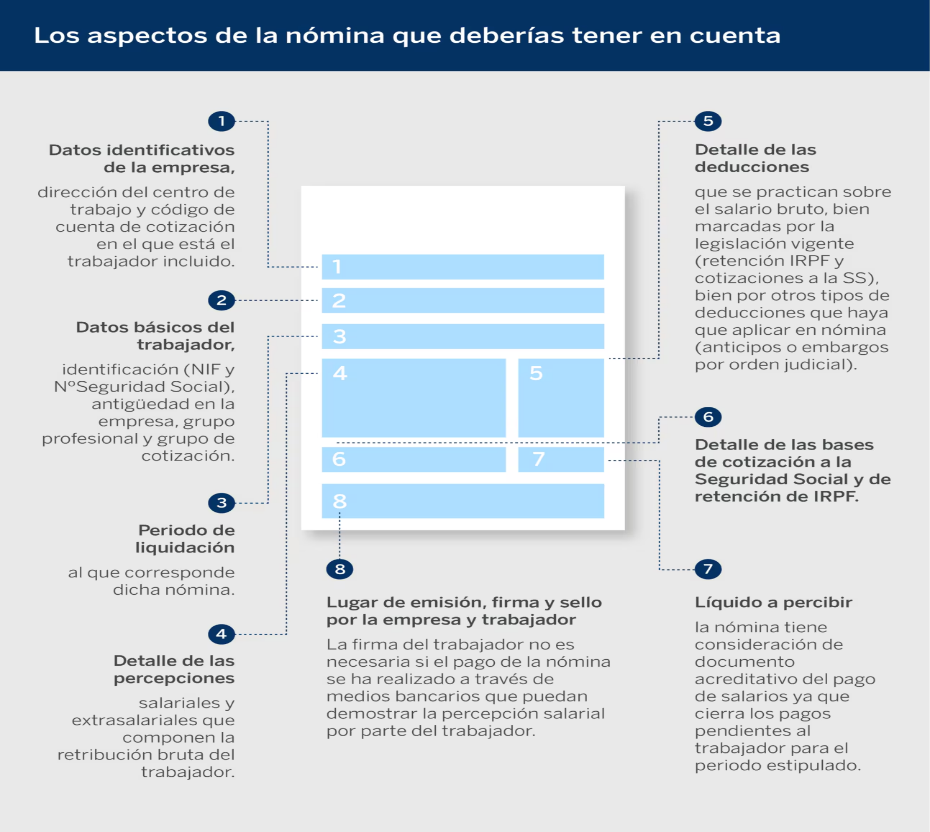 Los aspectos de la nómina que deberías tener en cuenta
1
Datos identificativos
de la empresa,
dirección del centro de
trabajo y código de
cuenta de cotización
en el que está el
trabajador incluido.
2
Datos básicos del
trabajador,
identificación (NIF y
NºSeguridad Social),
antigüedad en la
empresa, grupo
profesional y grupo de
cotización.
3
Periodo de
liquidación
al que corresponde
dicha nómina.
4
Detalle de las
percepciones
salariales y
extrasalariales que
componen la
retribución bruta del
trabajador.
1
2
3
4
5
6
7
8
8
Lugar de emisión, firma y sello
por la empresa y trabajador
La firma del trabajador no es
necesaria si el pago de la nómina
se ha realizado a través de
medios bancarios que puedan
demostrar la percepción salarial
por parte del trabajador.
5
Detalle de las
deducciones
que se practican sobre
el salario bruto, bien
marcadas por la
legislación vigente
(retención IRPF y
cotizaciones a la SS),
bien por otros tipos de
deducciones que haya
que aplicar en nómina
(anticipos o embargos
por orden judicial).
6
Detalle de las bases
de cotización a la
Seguridad Social y de
retención de IRPF.
7
Líquido a percibir
la nómina tiene
consideración de
documento
acreditativo del pago
de salarios ya que
cierra los pagos
pendientes al
trabajador para el
periodo estipulado.